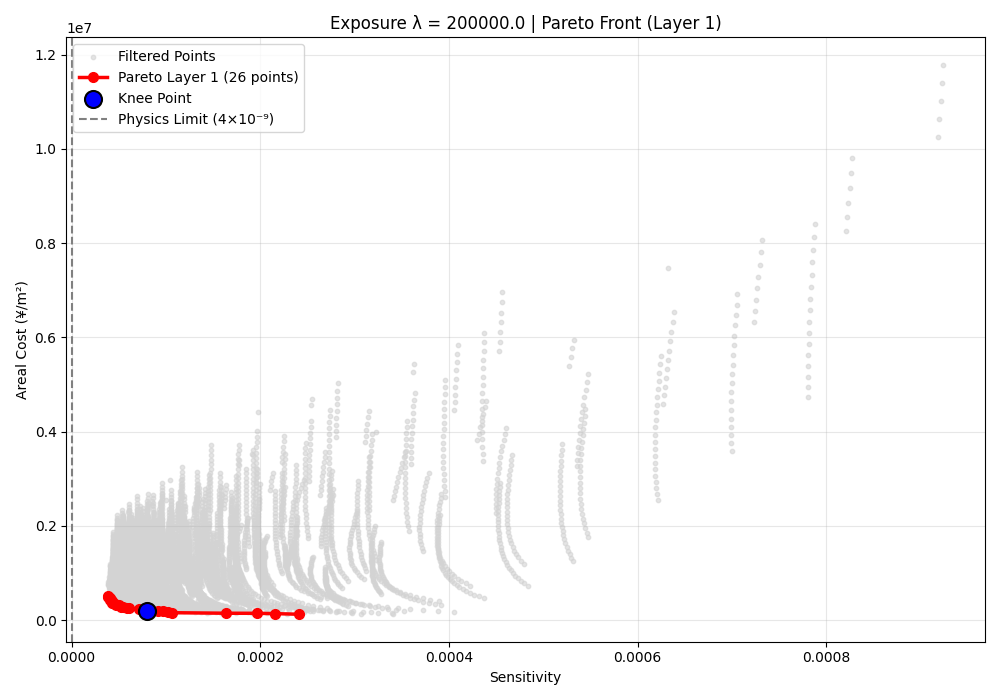 Exposure λ = 200000.0 | Pareto Front (Layer 1)
1e7
Filtered Points
Pareto Layer 1 (26 points)
Knee Point
Physics Limit (4×10⁻⁹)
1.2
1.0
0.8
0.6
0.4
0.2
0.0
Areal Cost (¥/m²)
0.0000 0.0002 0.0004 0.0006 0.0008
Sensitivity